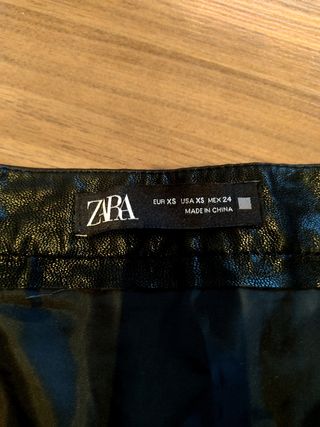 ZARA
EUR XS USA XS MEX 24
MADE IN CHINA